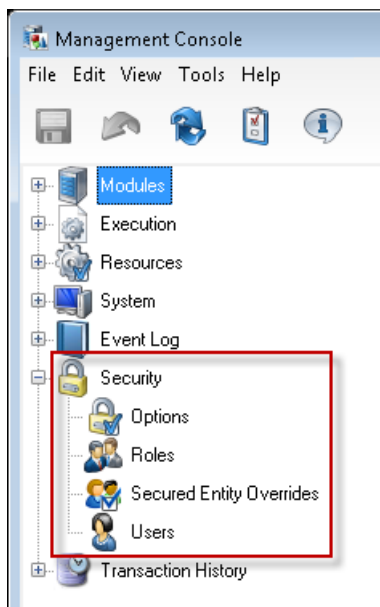 Management Console
File Edit View Tools Help
Modules
Execution
Resources
System
Event Log
Security
Options
Roles
Secured Entity Overrides
Users
Transaction History